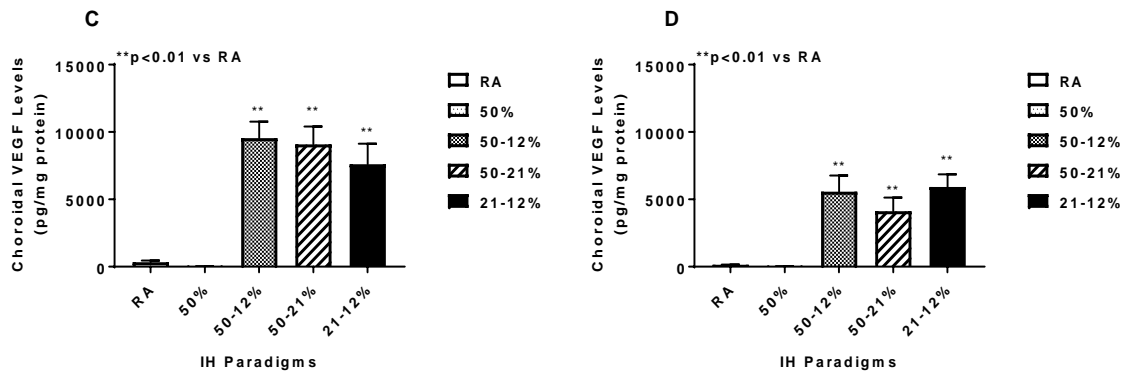 C
**p<0.01 vs RA
Choroidal VEGF Levels
(pg/mg protein)
15000
10000
5000
0
**
**
**
RA
50%
50-12%
50-21%
21-12%
IH Paradigms
RA
50%
50-12%
50-21%
21-12%
D
**p<0.01 vs RA
Choroidal VEGF Levels
(pg/mg protein)
15000
10000
5000
0
**
**
**
RA
50%
50-12%
50-21%
21-12%
IH Paradigms
RA
50%
50-12%
50-21%
21-12%